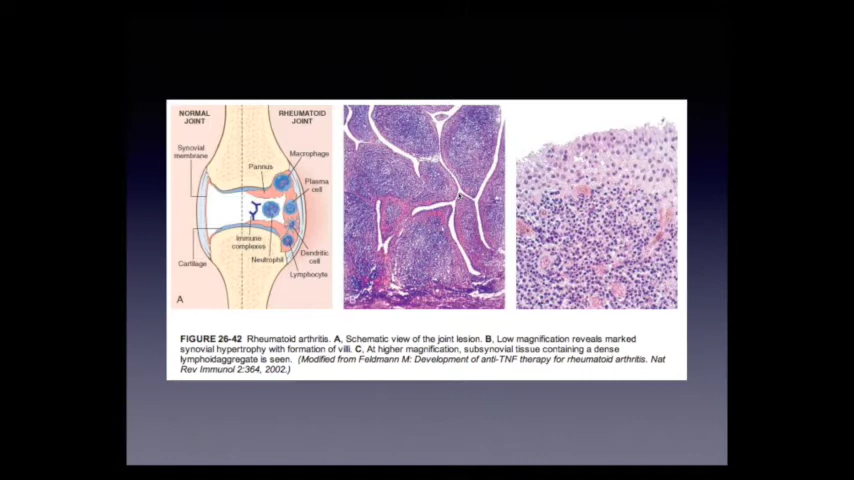 NORMAL JOINT
RHEUMATOID JOINT
Synovial membrane
Pannus
Macrophage
Plasma cell
Immune complexes
Neutrophil
Dendritic cell
Cartilage
Lymphocyte
A
FIGURE 26-42 Rheumatoid arthritis. A, Schematic view of the joint lesion. B, Low magnification reveals marked
synovial hypertrophy with formation of villi. C, At higher magnification, subsynovial tissue containing a dense
lymphoidaggregate is seen. (Modified from Feldmann M: Development of anti-TNF therapy for rheumatoid arthritis. Nat
Rev Immunol 2:364, 2002.)